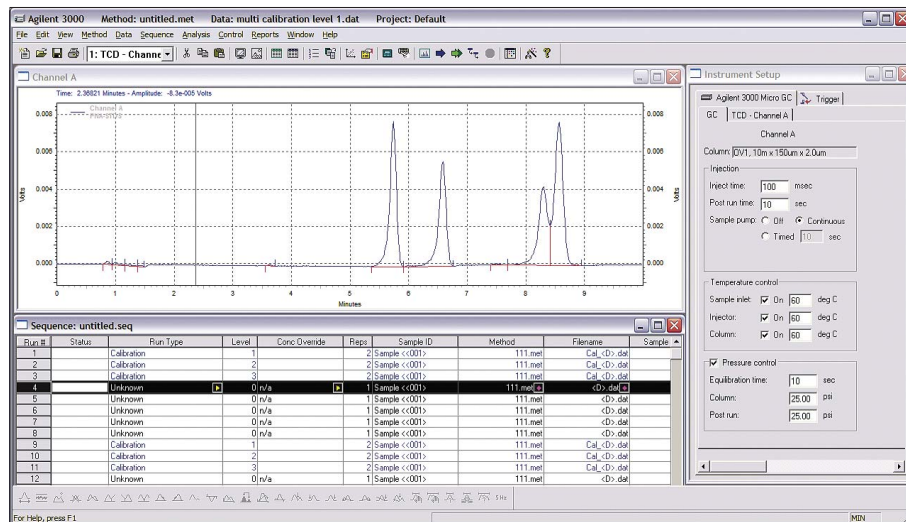 Agilent 3000 Method: untitled.met Data: multi calibration level 1.dat Project: Default
File Edit View Method Data Sequence Analysis Control Reports Window Help
1: TCD - Channe
Channel A
Time: 2.36821 Minutes - Amplitude: -8.3e-005 Volts
Channel A
0.008 0.008
0.006 0.006
0.004 0.004
0.002 0.002
0.000 0.000
Volts Volts
0 1 2 3 4 5 6 7 8 9 10
Minutes
Sequence: untitled.seq
Run # Status Run Type Level Conc Override Reps Sample ID Method Filename Sample
1 Calibration 1 2 Sample <<001> 111.met Cal_<D>.dat
2 Calibration 2 2 Sample <<001> 111.met Cal_<D>.dat
3 Calibration 3 2 Sample <<001> 111.met Cal_<D>.dat
4 Unknown 0 n/a 1 Sample <<001> 111.met <D>.dat
5 Unknown 0 n/a 1 Sample <<001> 111.met <D>.dat
6 Unknown 0 n/a 1 Sample <<001> 111.met <D>.dat
7 Unknown 0 n/a 1 Sample <<001> 111.met <D>.dat
8 Unknown 0 n/a 1 Sample <<001> 111.met <D>.dat
9 Calibration 1 2 Sample <<001> 111.met Cal_<D>.dat
10 Calibration 2 2 Sample <<001> 111.met Cal_<D>.dat
11 Calibration 3 2 Sample <<001> 111.met Cal_<D>.dat
12 Unknown 0 n/a 1 Sample <<001> 111.met <D>.dat
5Hz
For Help, press F1
MIN
Instrument Setup
Agilent 3000 Micro GC Trigger
GC TCD - Channel A
Channel A
Column: OV1, 10m x 150um x 2.0um
Injection
Inject time: 100 msec
Post run time: 10 sec
Sample pump: Off Continuous
Timed 10 sec
Temperature control
Sample inlet: On 60 deg C
Injector: On 60 deg C
Column: On 60 deg C
Pressure control
Equilibration time: 10 sec
Column: 25.00 psi
Post run: 25.00 psi